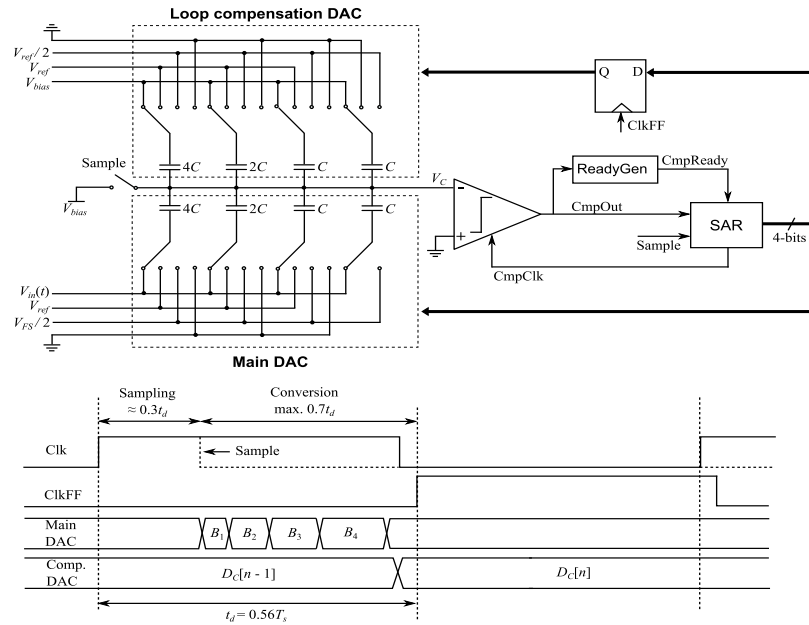 Loop compensation DAC
V_ref / 2
V_ref
V_bias
Q D
ClkFF
4C 2C C C
Sample
V_bias
V_C
ReadyGen
CmpReady
CmpOut
SAR
4-bits
Sample
CmpClk
4C 2C C C
V_in(t)
V_ref
V_FS / 2
Main DAC
Sampling
≈ 0.3t_d
Conversion
max. 0.7t_d
Clk
Sample
ClkFF
Main
DAC
B_1 B_2 B_3 B_4
Comp.
DAC
D_C[n - 1]
D_C[n]
t_d = 0.56T_s